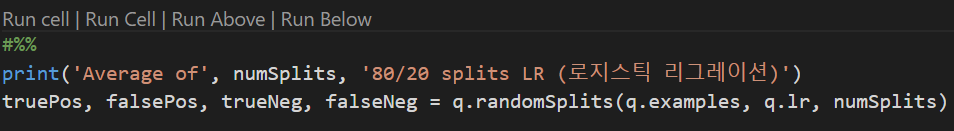 Run cell | Run Cell | Run Above | Run Below
#%%
print('Average of', numSplits, '80/20 splits LR (로지스틱 리그레이션)')
truePos, falsePos, trueNeg, falseNeg = q.randomSplits(q.examples, q.lr, numSplits)